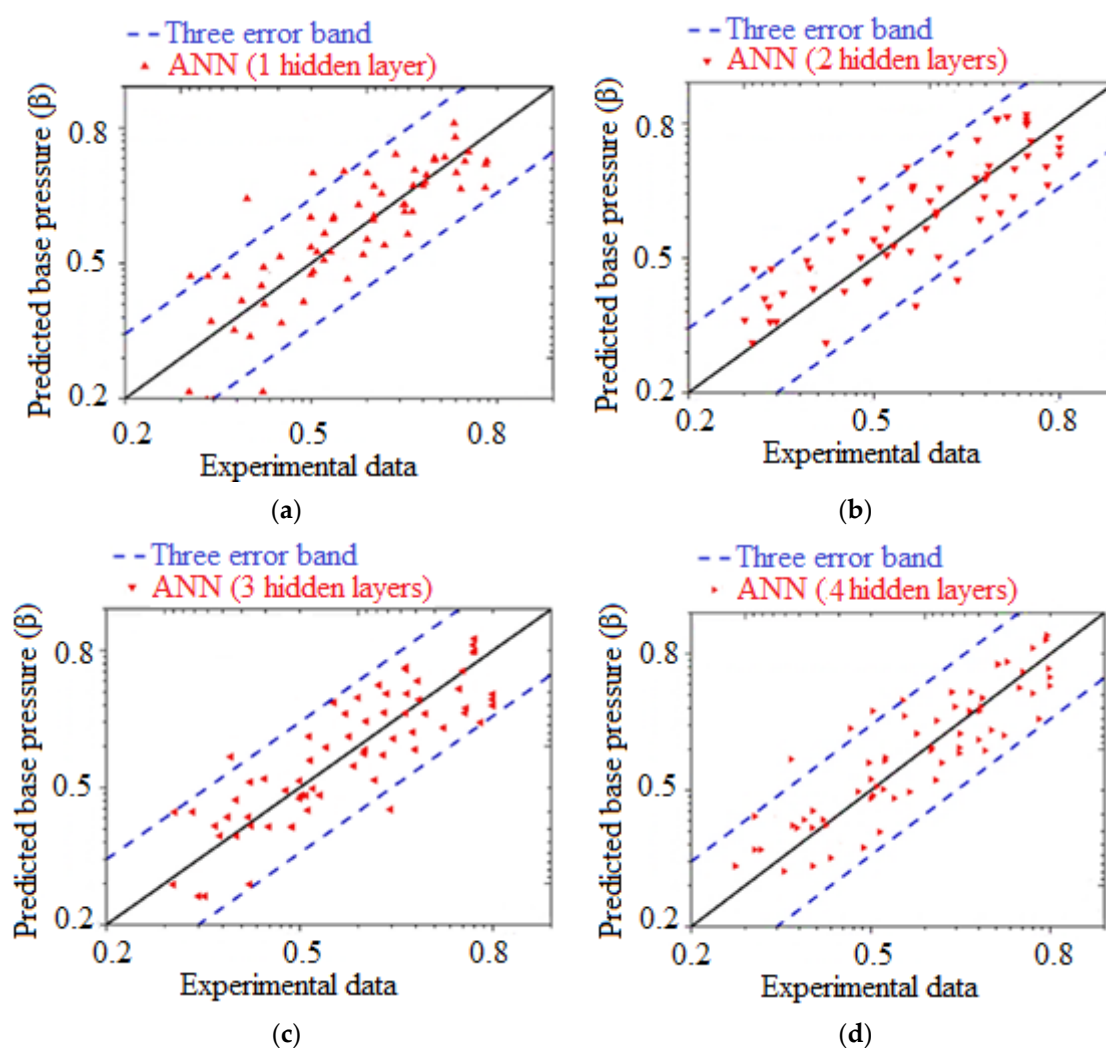 Three error band
ANN (1 hidden layer)
Predicted base pressure (β)
0.8
0.5
0.2
0.2 0.5 0.8
Experimental data
(a)
Three error band
ANN (2 hidden layers)
Predicted base pressure (β)
0.8
0.5
0.2
0.2 0.5 0.8
Experimental data
(b)
Three error band
ANN (3 hidden layers)
Predicted base pressure (β)
0.8
0.5
0.2
0.2 0.5 0.8
Experimental data
(c)
Three error band
ANN (4 hidden layers)
Predicted base pressure (β)
0.8
0.5
0.2
0.2 0.5 0.8
Experimental data
(d)